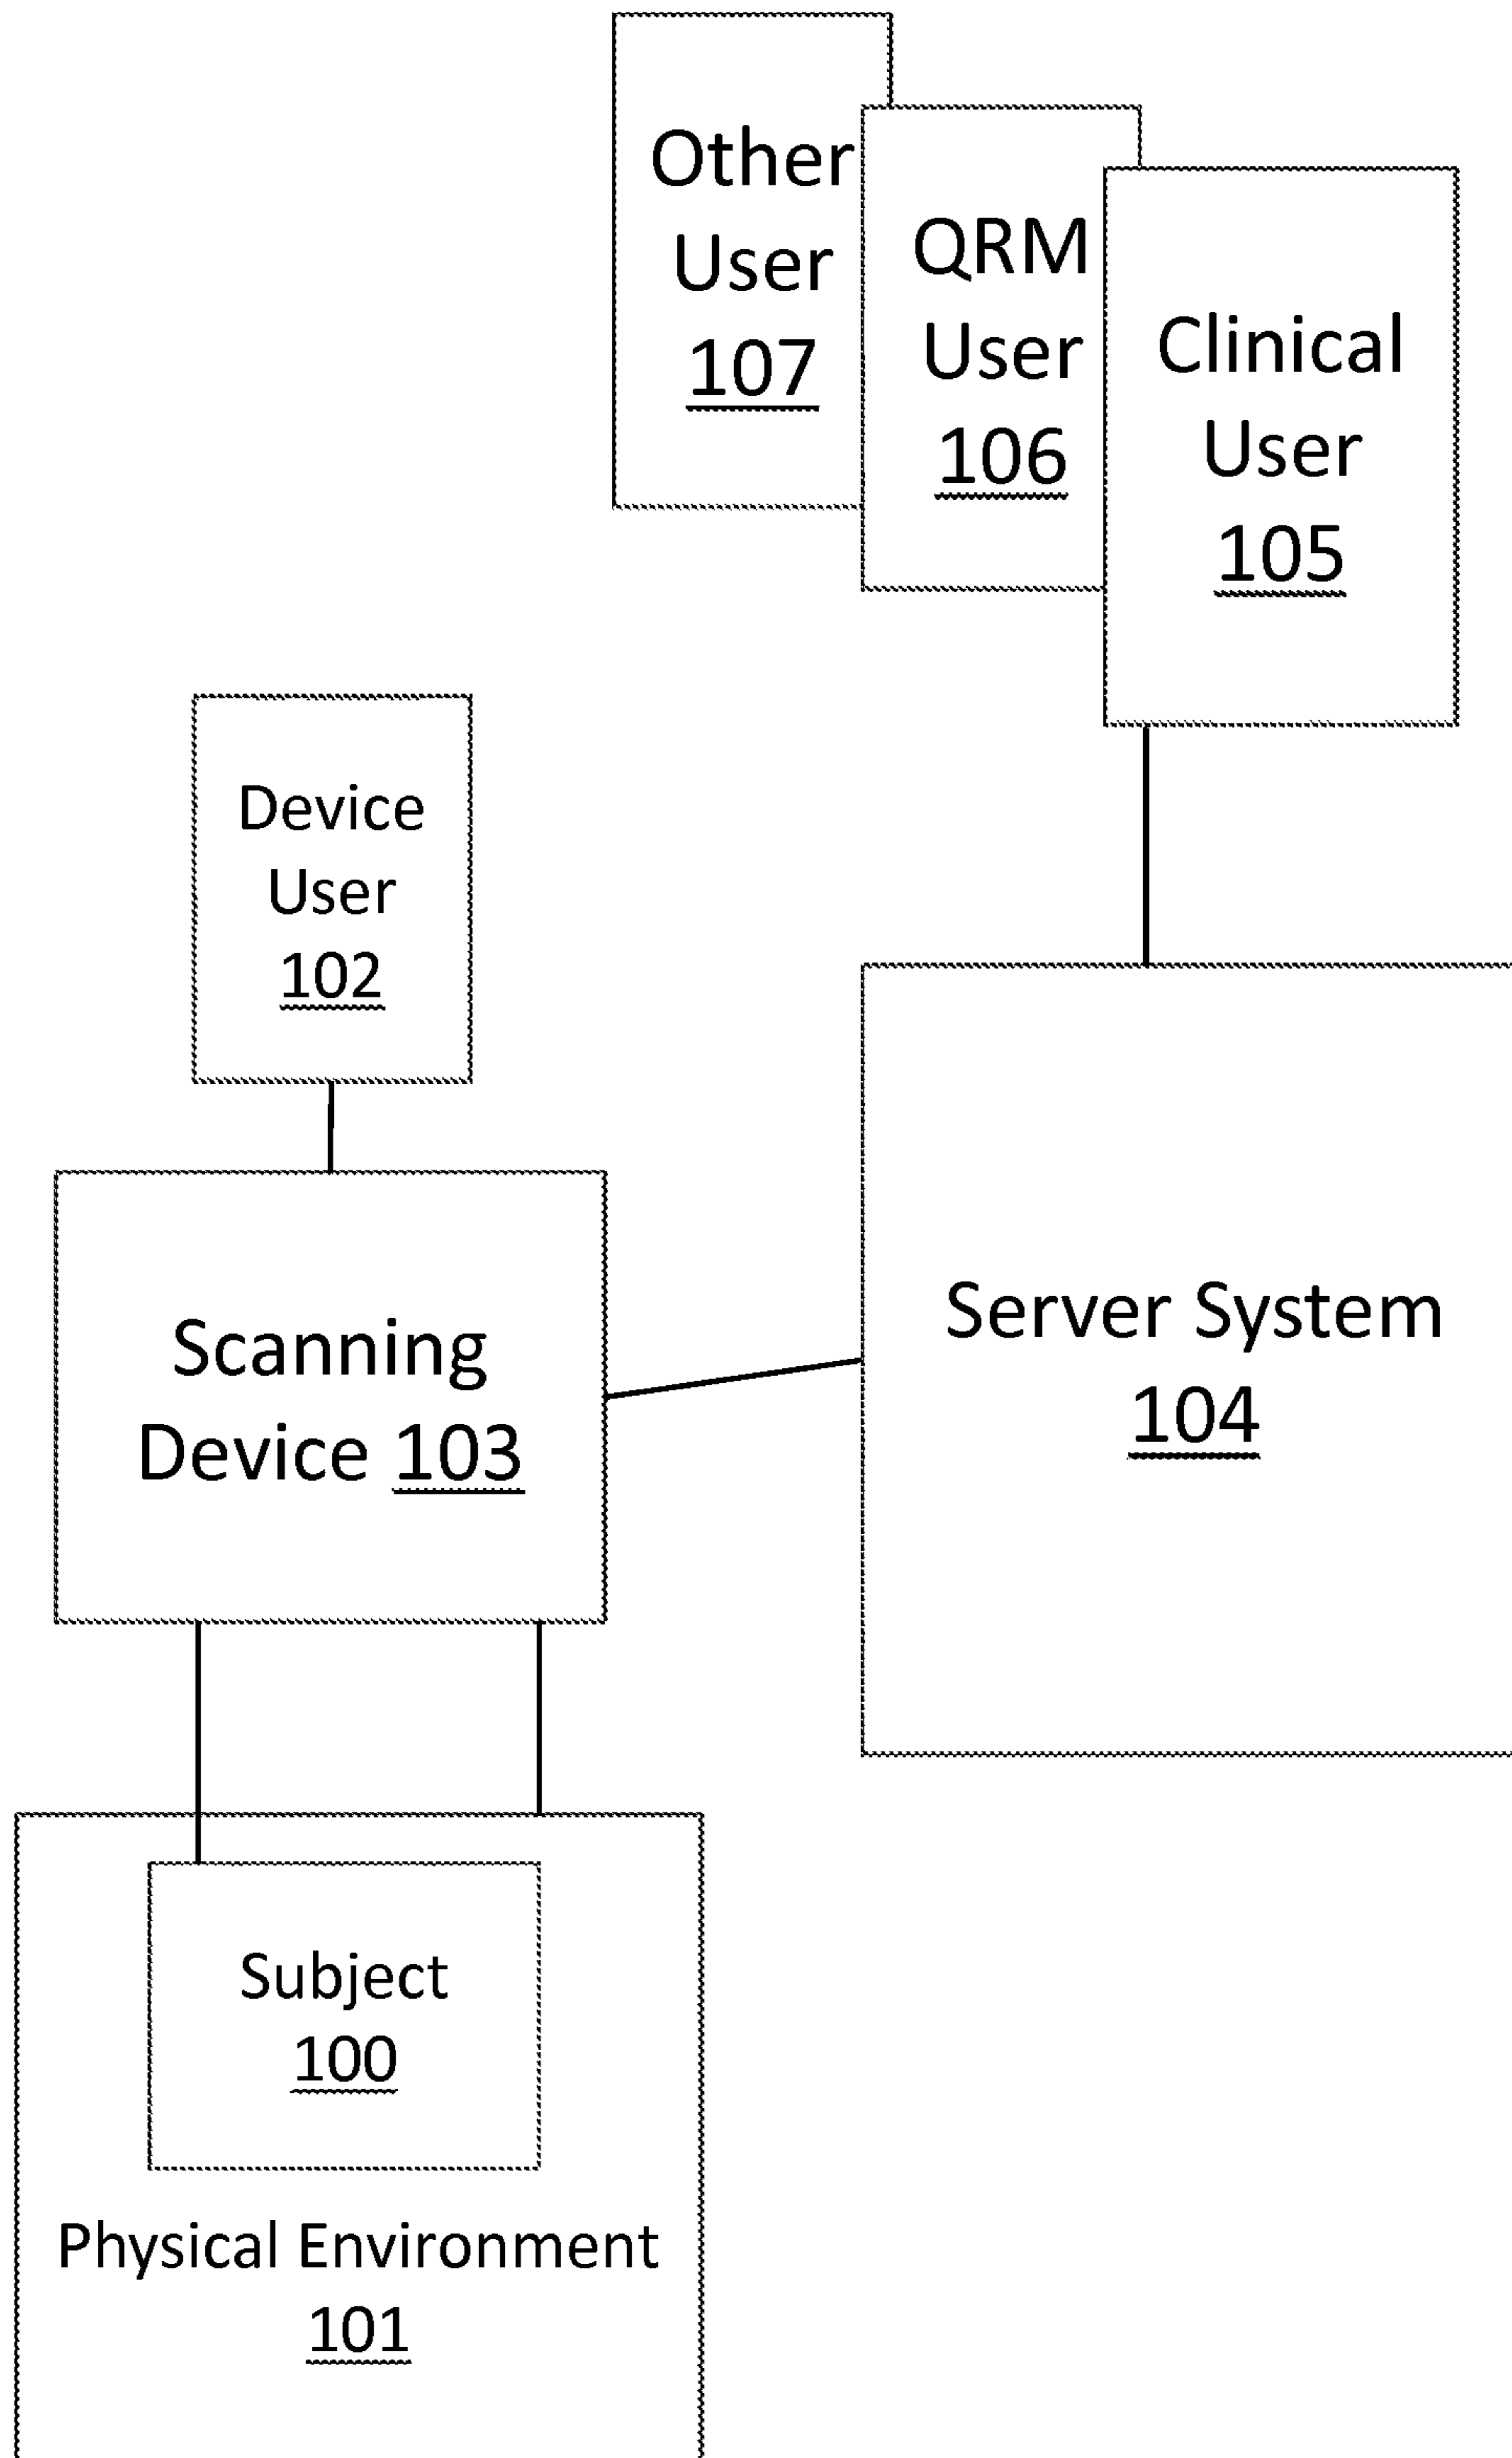 Other
User
107
QRM
User
106
Clinical
User
105
Device
User
102
Scanning
Device 103
Server System
104
Subject
100
Physical Environment
101